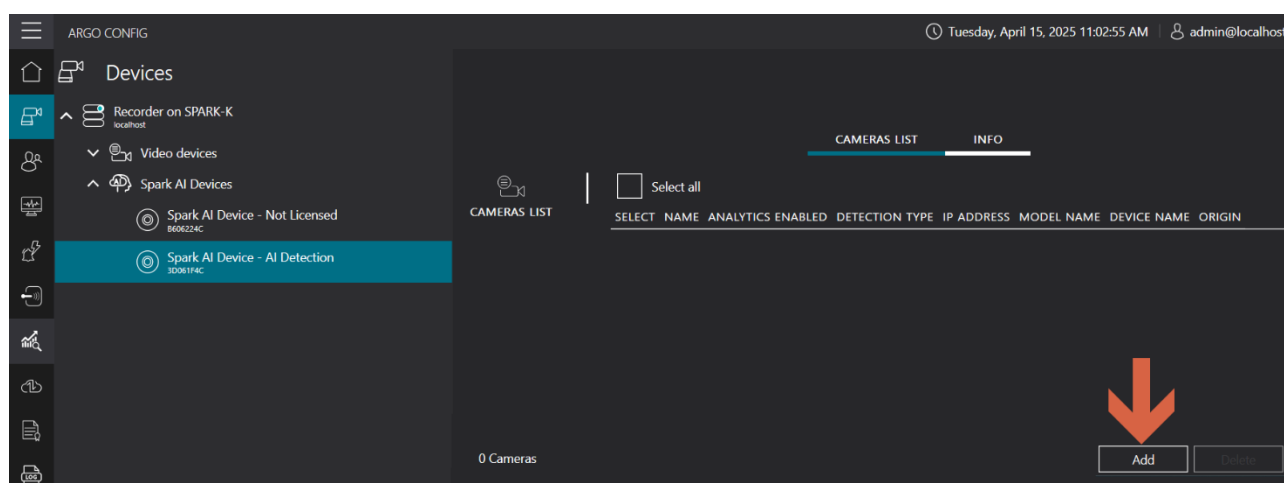 ARGO CONFIG
Tuesday, April 15, 2025 11:02:55 AM
admin@localhost
Devices
Recorder on SPARK-K
localhost
Video devices
Spark AI Devices
Spark AI Device - Not Licensed
B606224C
Spark AI Device - AI Detection
3D061F4C
CAMERAS LIST
INFO
CAMERAS LIST
Select all
SELECT NAME ANALYTICS ENABLED DETECTION TYPE IP ADDRESS MODEL NAME DEVICE NAME ORIGIN
0 Cameras
Add
Delete
LOG